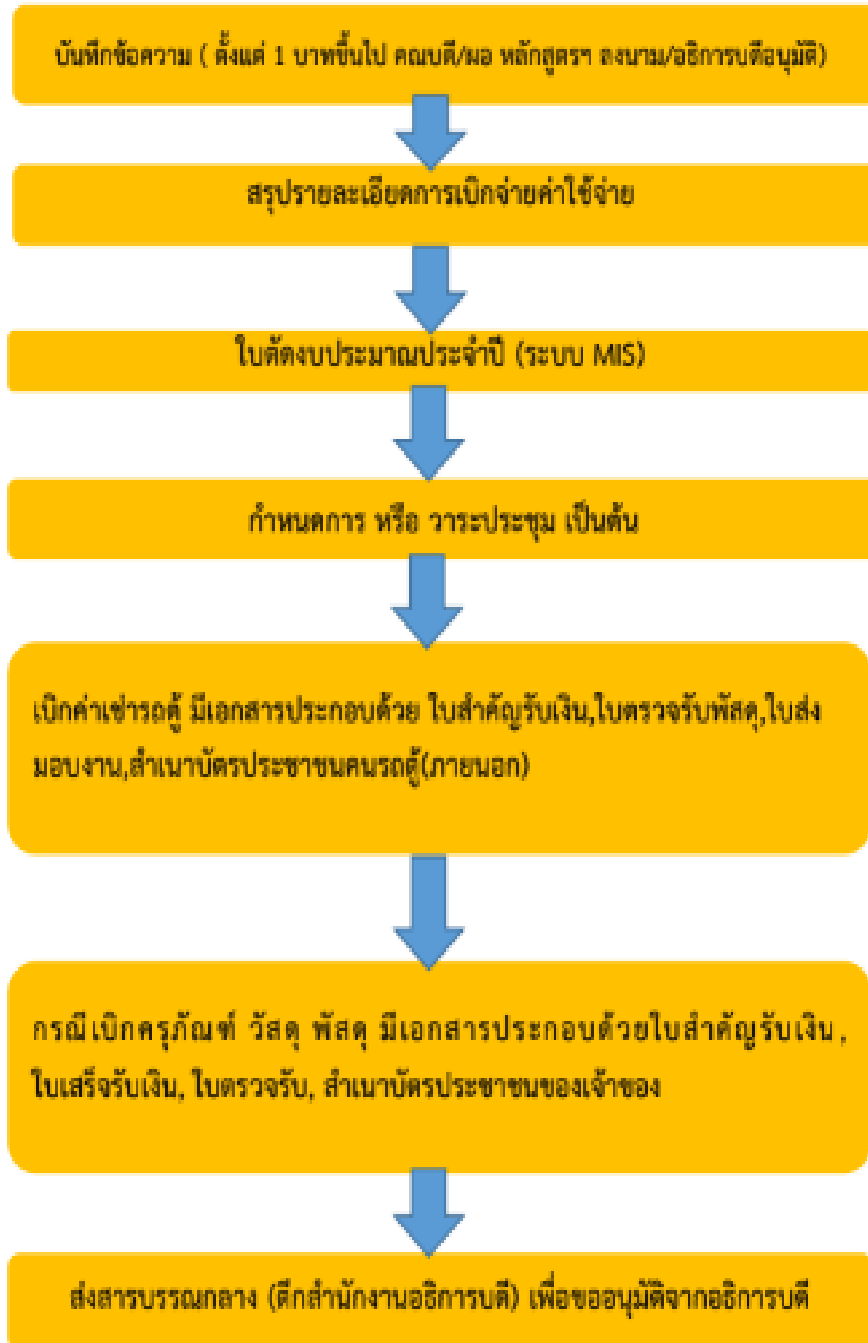 บันทึกข้อความ ( ตั้งแต่ 1 บาทขึ้นไป คณบดี/ผอ หลักสูตรฯ ลงนาม/อธิการบดีอนุมัติ)
สรุปรายละเอียดการเบิกจ่ายค่าใช้จ่าย
ใบตัดงบประมาณประจำปี (ระบบ MIS)
กำหนดการ หรือ วาระประชุม เป็นต้น
เบิกค่าเช่ารถตู้ มีเอกสารประกอบด้วย ใบสำคัญรับเงิน,ใบตรวจรับพัสดุ,ใบส่ง
มอบงาน,สำเนาบัตรประชาชนคนรถตู้(ภายนอก)
กรณีเบิกครุภัณฑ์ วัสดุ พัสดุ มีเอกสารประกอบด้วยใบสำคัญรับเงิน,
ใบเสร็จรับเงิน, ใบตรวจรับ, สำเนาบัตรประชาชนของเจ้าของ
ส่งสารบรรณกลาง (ตึกสำนักงานอธิการบดี) เพื่อขออนุมัติจากอธิการบดี